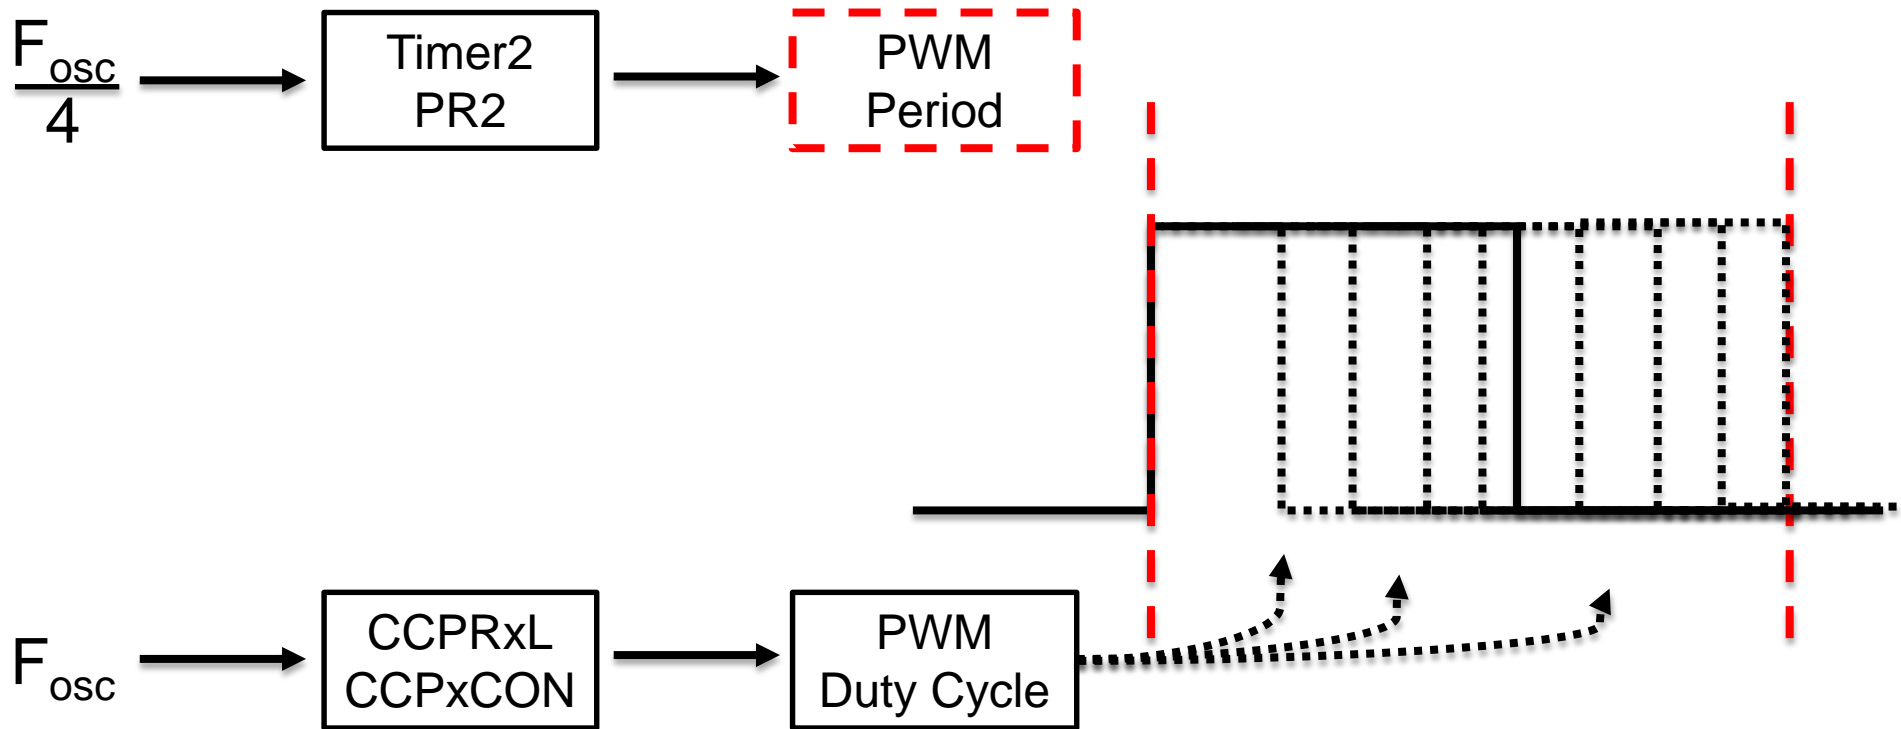 F osc
4
Timer2
PR2
PWM
Period
F osc
CCPRxL
CCPxCON
PWM
Duty Cycle